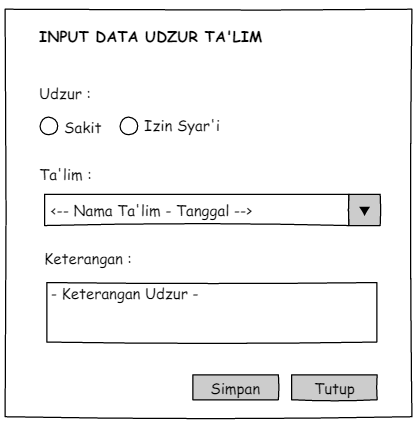 INPUT DATA UDZUR TA'LIM
Udzur :
Sakit Izin Syar'i
Ta'lim :
<-- Nama Ta'lim - Tanggal -->
Keterangan :
- Keterangan Udzur -
Simpan Tutup